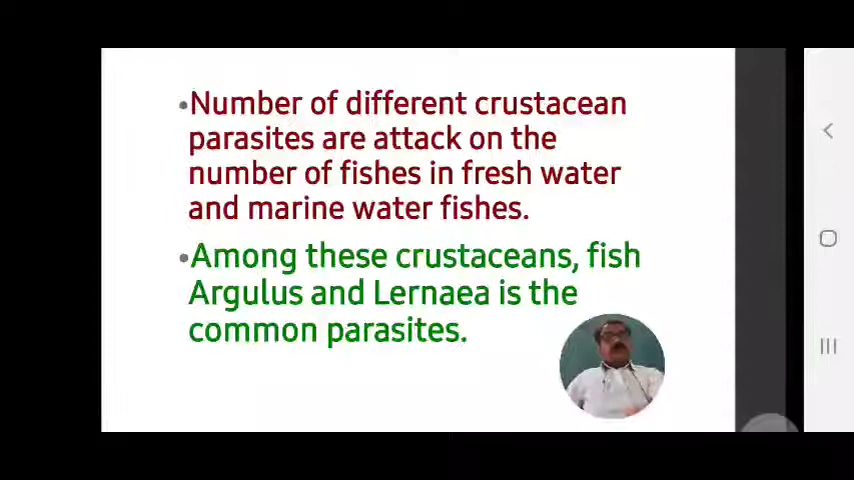 •Number of different crustacean
parasites are attack on the
number of fishes in fresh water
and marine water fishes.
•Among these crustaceans, fish
Argulus and Lernaea is the
common parasites.